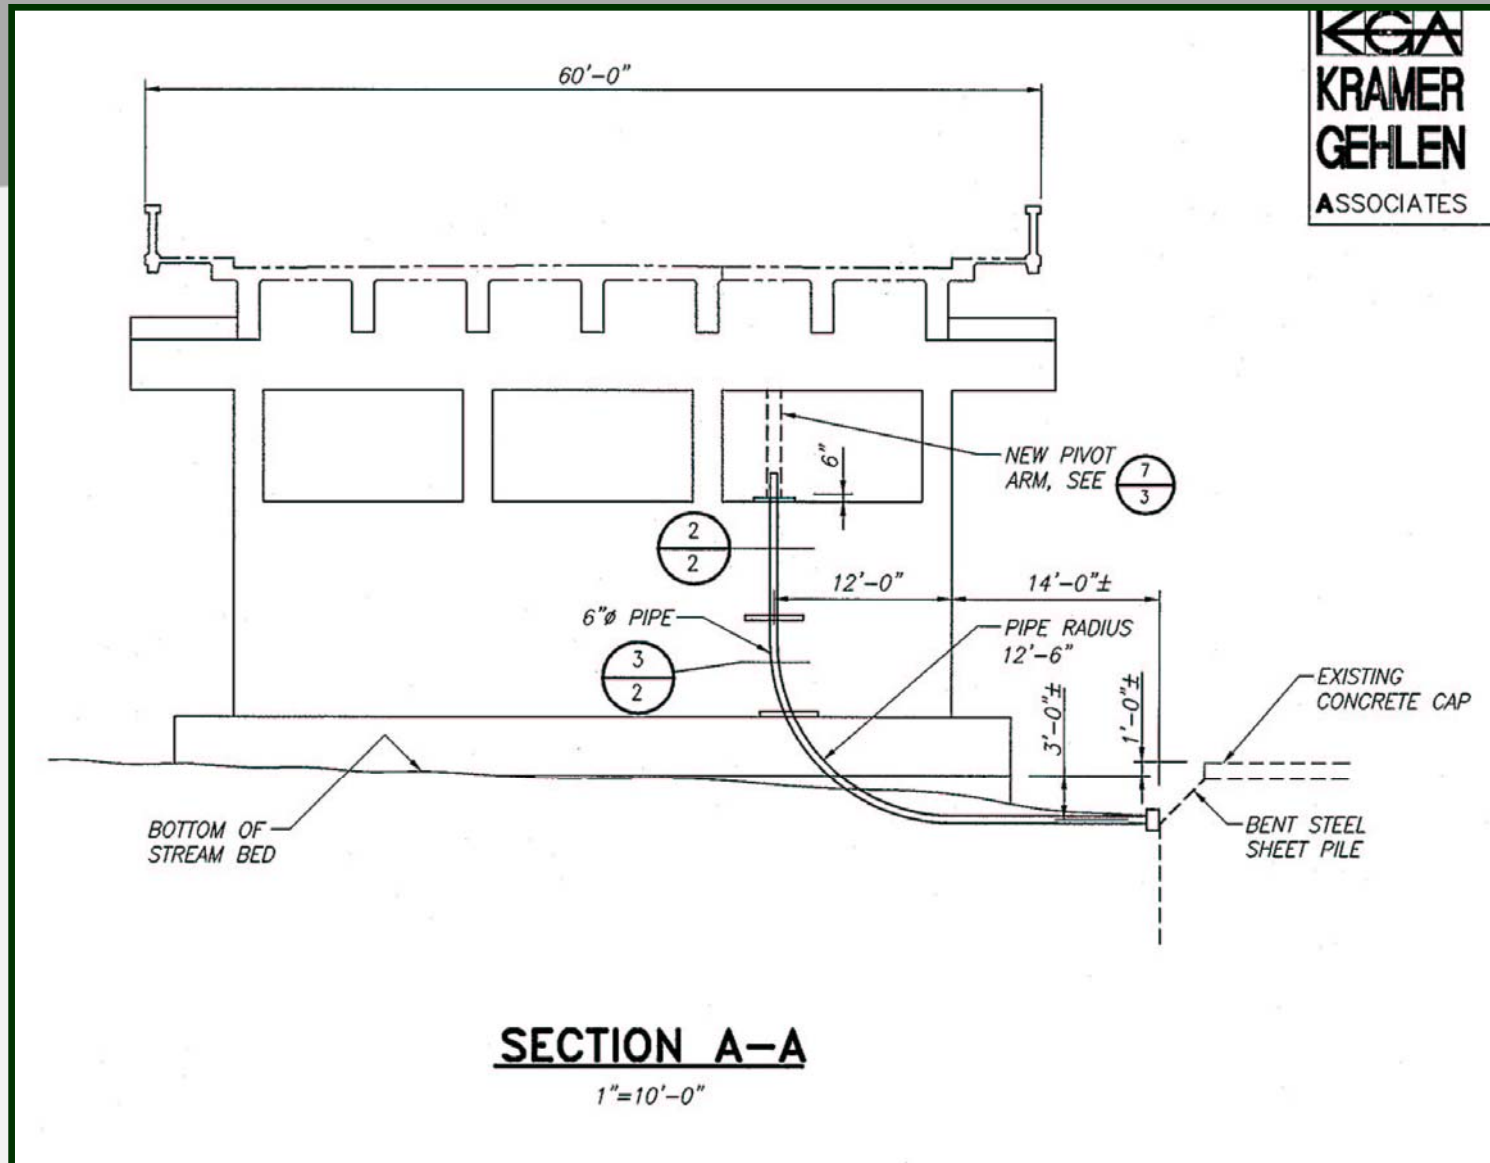 KGA
KRAMER
GEHLEN
ASSOCIATES
60'-0"
NEW PIVOT
ARM, SEE
7
3
6"
2
2
12'-0"
14'-0"±
6"ø PIPE
PIPE RADIUS
12'-6"
3
2
3'-0"±
1'-0"±
EXISTING
CONCRETE CAP
BOTTOM OF
STREAM BED
BENT STEEL
SHEET PILE
SECTION A-A
1"=10'-0"